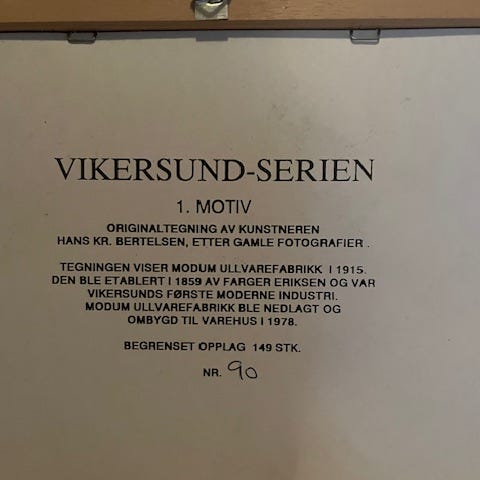 VIKERSUND-SERIEN
1. MOTIV
ORIGINALTEGNING AV KUNSTNEREN
HANS KR. BERTELSEN, ETTER GAMLE FOTOGRAFIER .
TEGNINGEN VISER MODUM ULLVAREFABRIKK I 1915.
DEN BLE ETABLERT I 1859 AV FARGER ERIKSEN OG VAR
VIKERSUNDS FØRSTE MODERNE INDUSTRI.
MODUM ULLVAREFABRIKK BLE NEDLAGT OG
OMBYGD TIL VAREHUS I 1978.
BEGRENSET OPPLAG 149 STK.
NR. 90